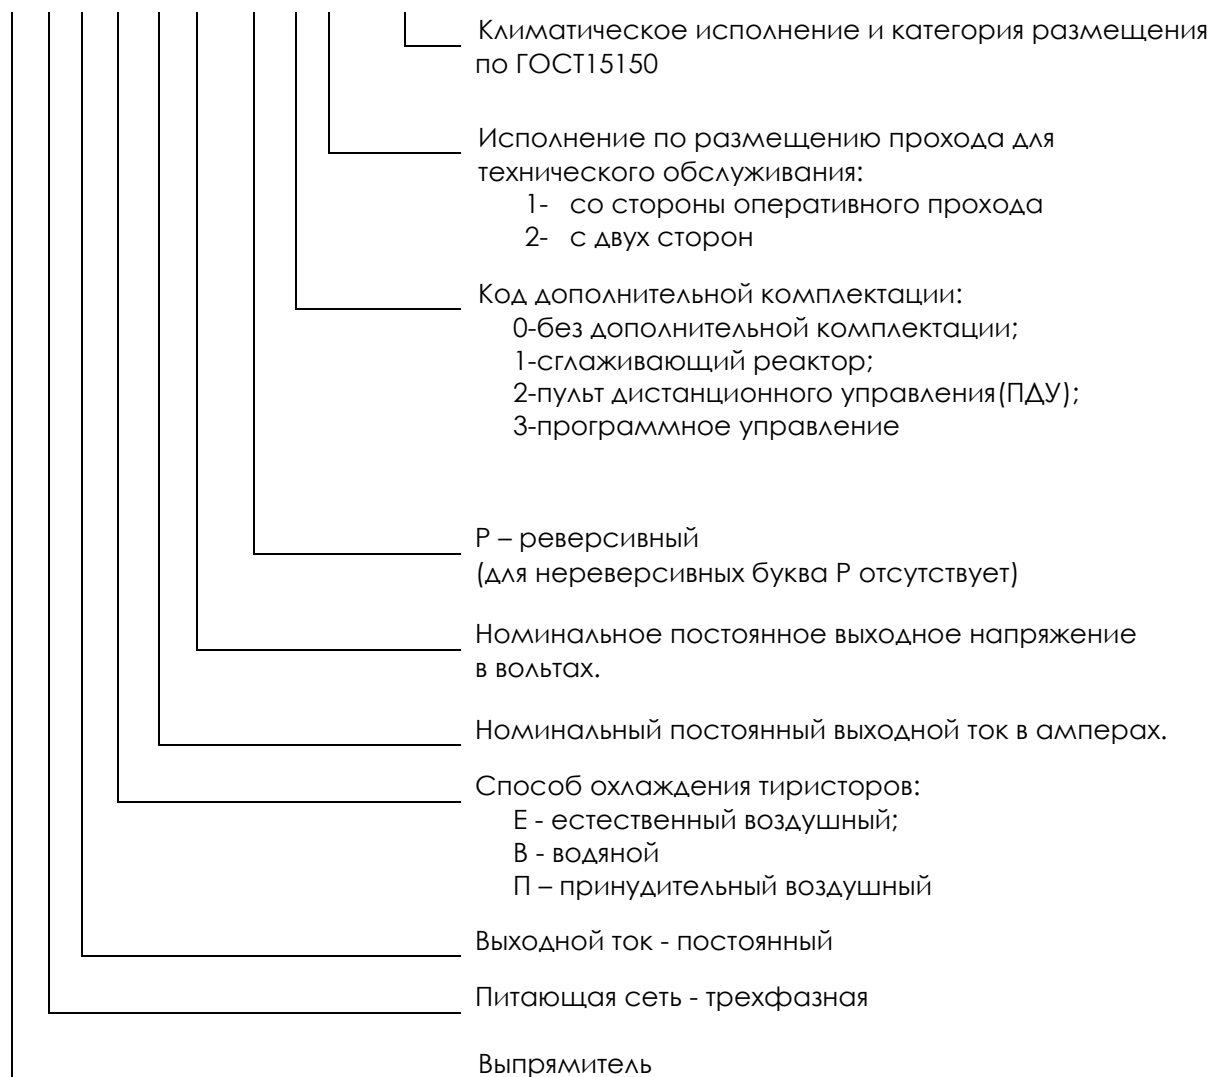 Климатическое исполнение и категория размещения
по ГОСТ15150
Исполнение по размещению прохода для
технического обслуживания:
1- со стороны оперативного прохода
2- с двух сторон
Код дополнительной комплектации:
0-без дополнительной комплектации;
1-сглаживающий реактор;
2-пульт дистанционного управления(ПДУ);
3-программное управление
Р – реверсивный
(для нереверсивных буква Р отсутствует)
Номинальное постоянное выходное напряжение
в вольтах.
Номинальный постоянный выходной ток в амперах.
Способ охлаждения тиристоров:
Е - естественный воздушный;
В - водяной
П – принудительный воздушный
Выходной ток - постоянный
Питающая сеть - трехфазная
Выпрямитель